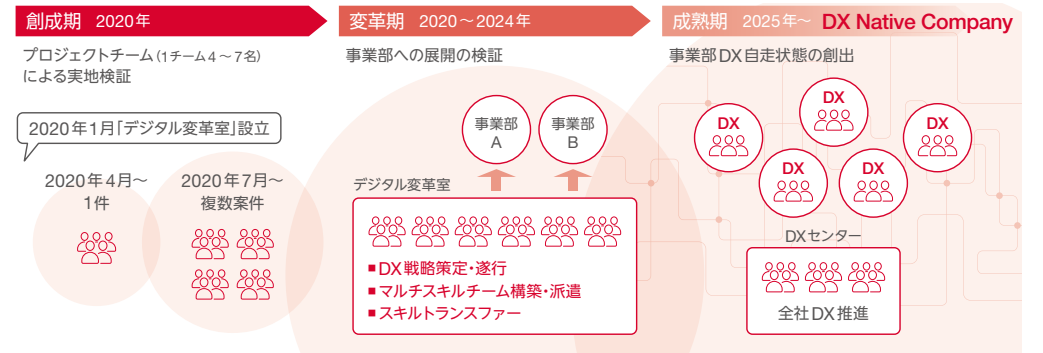 創成期 2020年
プロジェクトチーム(1チーム4～7名)
による実地検証
2020年1月「デジタル変革室」設立
2020年4月～
1件
2020年7月～
複数案件
変革期 2020～2024年
事業部への展開の検証
事業部
A
事業部
B
デジタル変革室
■DX戦略策定・遂行
■マルチスキルチーム構築・派遣
■スキルトランスファー
成熟期 2025年～ DX Native Company
事業部DX自走状態の創出
DX
DX
DX
DX
DX
DXセンター
全社DX推進